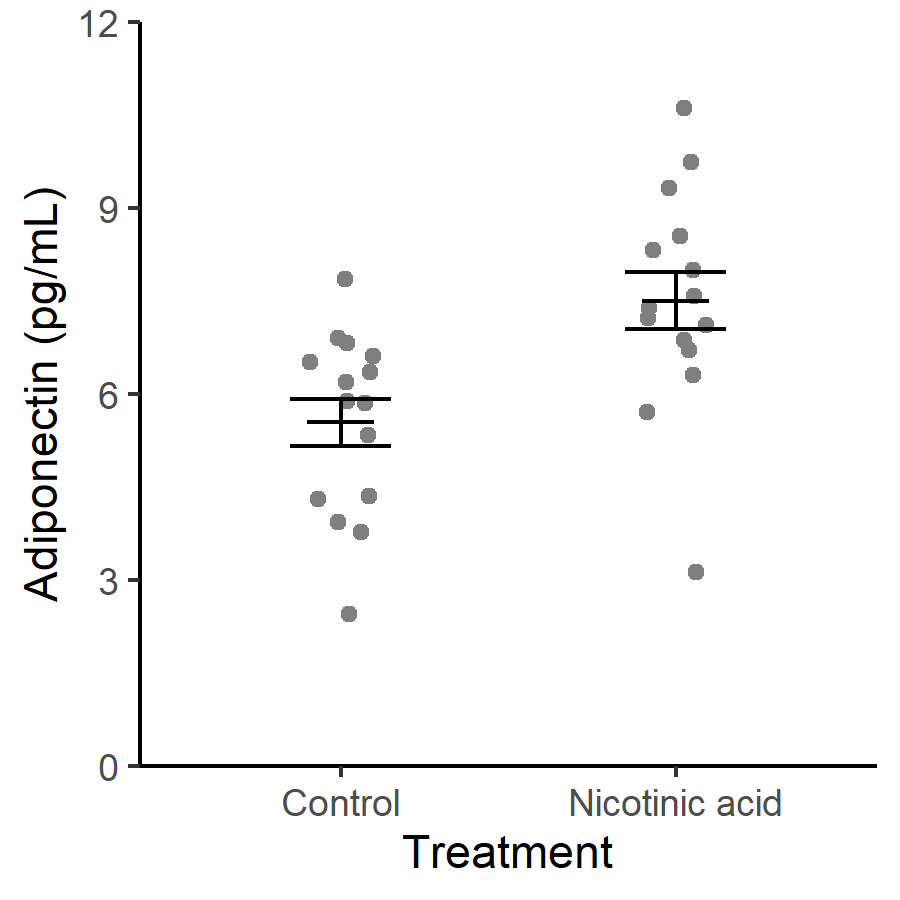 12
9
6
3
0
Adiponectin (pg/mL)
Control
Nicotinic acid
Treatment